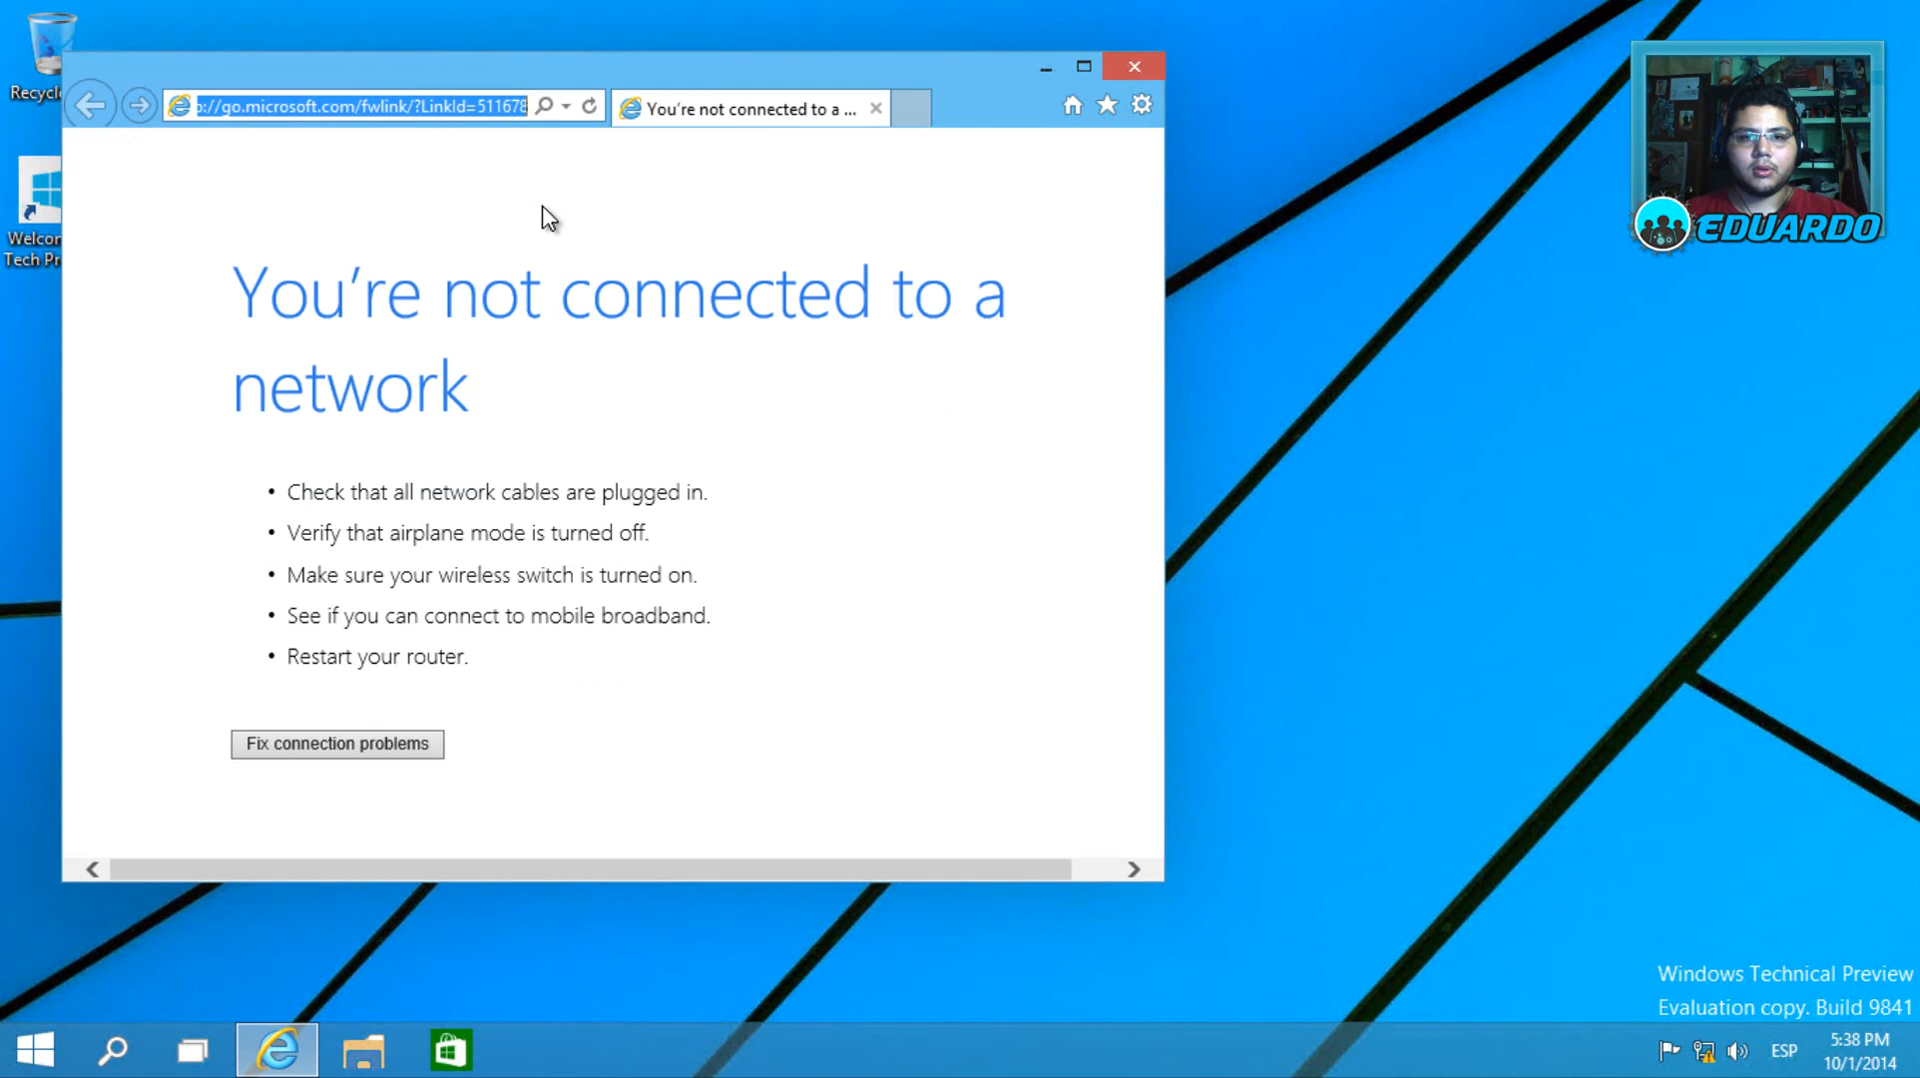 Recycl
Welcom
Tech Pr
p://go.microsoft.com/fwlink/?LinkId=511678
You're not connected to a ...
You're not connected to a
network
• Check that all network cables are plugged in.
• Verify that airplane mode is turned off.
• Make sure your wireless switch is turned on.
• See if you can connect to mobile broadband.
• Restart your router.
Fix connection problems
EDUARDO
Windows Technical Preview
Evaluation copy. Build 9841
ESP
5:38 PM
10/1/2014